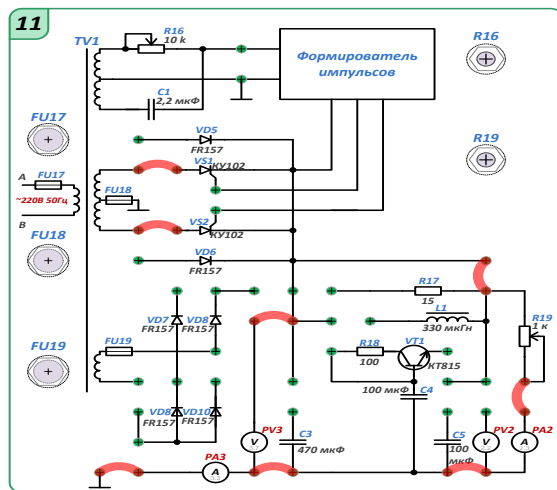 11
TV1
R16
10 k
Формирователь
импульсов
R16
C1
2,2 мкФ
FU17
VD5
FR157
R19
A
FU17
VS1
КУ102
~220В 50Гц
FU18
B
VS2
КУ102
FU18
VD6
FR157
R17
15
L1
330 мкГн
R19
1 к
VD7
FR157
VD8
FR157
FU19
FU19
R18
100
VT1
КТ815
100 мкФ
C4
VD8
FR157
VD10
FR157
PV3
V
C3
470 мкФ
C5
100
мкФ
PV2
V
PA2
A
PA3
A